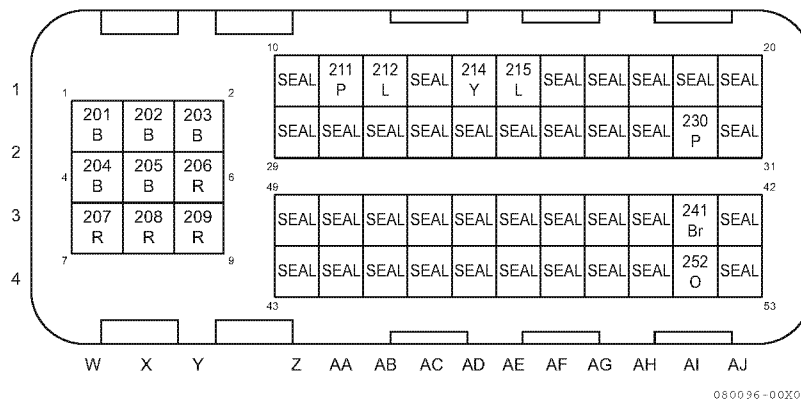 10 20
1 SEAL 211 P 212 L SEAL 214 Y 215 L SEAL SEAL SEAL SEAL SEAL
1 2
201 B 202 B 203 B
2 SEAL SEAL SEAL SEAL SEAL SEAL SEAL SEAL SEAL 230 P SEAL
29 31
4 204 B 205 B 206 R 6
49 42
3 207 R 208 R 209 R
7 9
SEAL SEAL SEAL SEAL SEAL SEAL SEAL SEAL SEAL 241 Br SEAL
4 SEAL SEAL SEAL SEAL SEAL SEAL SEAL SEAL SEAL 252 O SEAL
43 53
W X Y Z AA AB AC AD AE AF AG AH AI AJ
080096-00X0